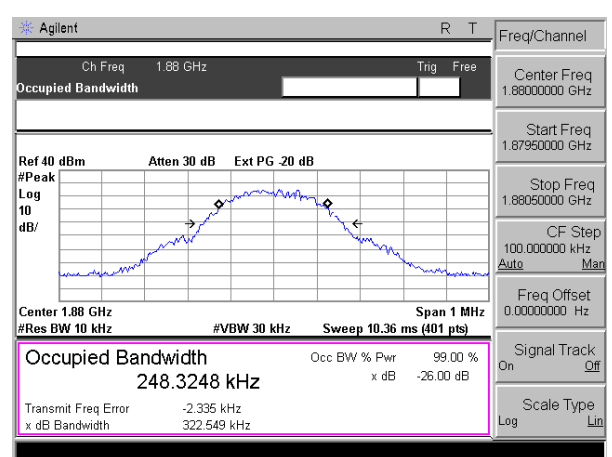 Agilent R T
Freq/Channel
Ch Freq 1.88 GHz Trig Free
Occupied Bandwidth
Center Freq
1.88000000 GHz
Start Freq
1.87950000 GHz
Ref 40 dBm Atten 30 dB Ext PG -20 dB
#Peak
Log
10
dB/
Stop Freq
1.88050000 GHz
CF Step
100.000000 kHz
Auto Man
Freq Offset
0.00000000 Hz
Center 1.88 GHz Span 1 MHz
#Res BW 10 kHz #VBW 30 kHz Sweep 10.36 ms (401 pts)
Occupied Bandwidth Occ BW % Pwr 99.00 %
248.3248 kHz x dB -26.00 dB
Signal Track
On Off
Transmit Freq Error -2.335 kHz
x dB Bandwidth 322.549 kHz
Scale Type
Log Lin